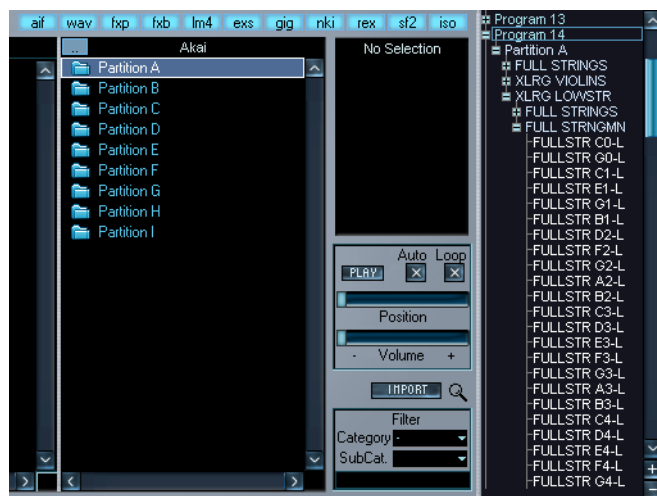 aif wav fxp fxb lm4 exs gig nki rex sf2 iso
.. Akai
Partition A
Partition B
Partition C
Partition D
Partition E
Partition F
Partition G
Partition H
Partition I
No Selection
Auto Loop
PLAY
Position
- Volume +
IMPORT
Filter
Category -
SubCat.
Program 13
Program 14
Partition A
FULL STRINGS
XLRG VIOLINS
XLRG LOWSTR
FULL STRINGS
FULL STRNGMN
FULLSTR C0-L
FULLSTR G0-L
FULLSTR C1-L
FULLSTR E1-L
FULLSTR G1-L
FULLSTR B1-L
FULLSTR D2-L
FULLSTR F2-L
FULLSTR G2-L
FULLSTR A2-L
FULLSTR B2-L
FULLSTR C3-L
FULLSTR D3-L
FULLSTR E3-L
FULLSTR F3-L
FULLSTR G3-L
FULLSTR A3-L
FULLSTR B3-L
FULLSTR C4-L
FULLSTR D4-L
FULLSTR E4-L
FULLSTR F4-L
FULLSTR G4-L